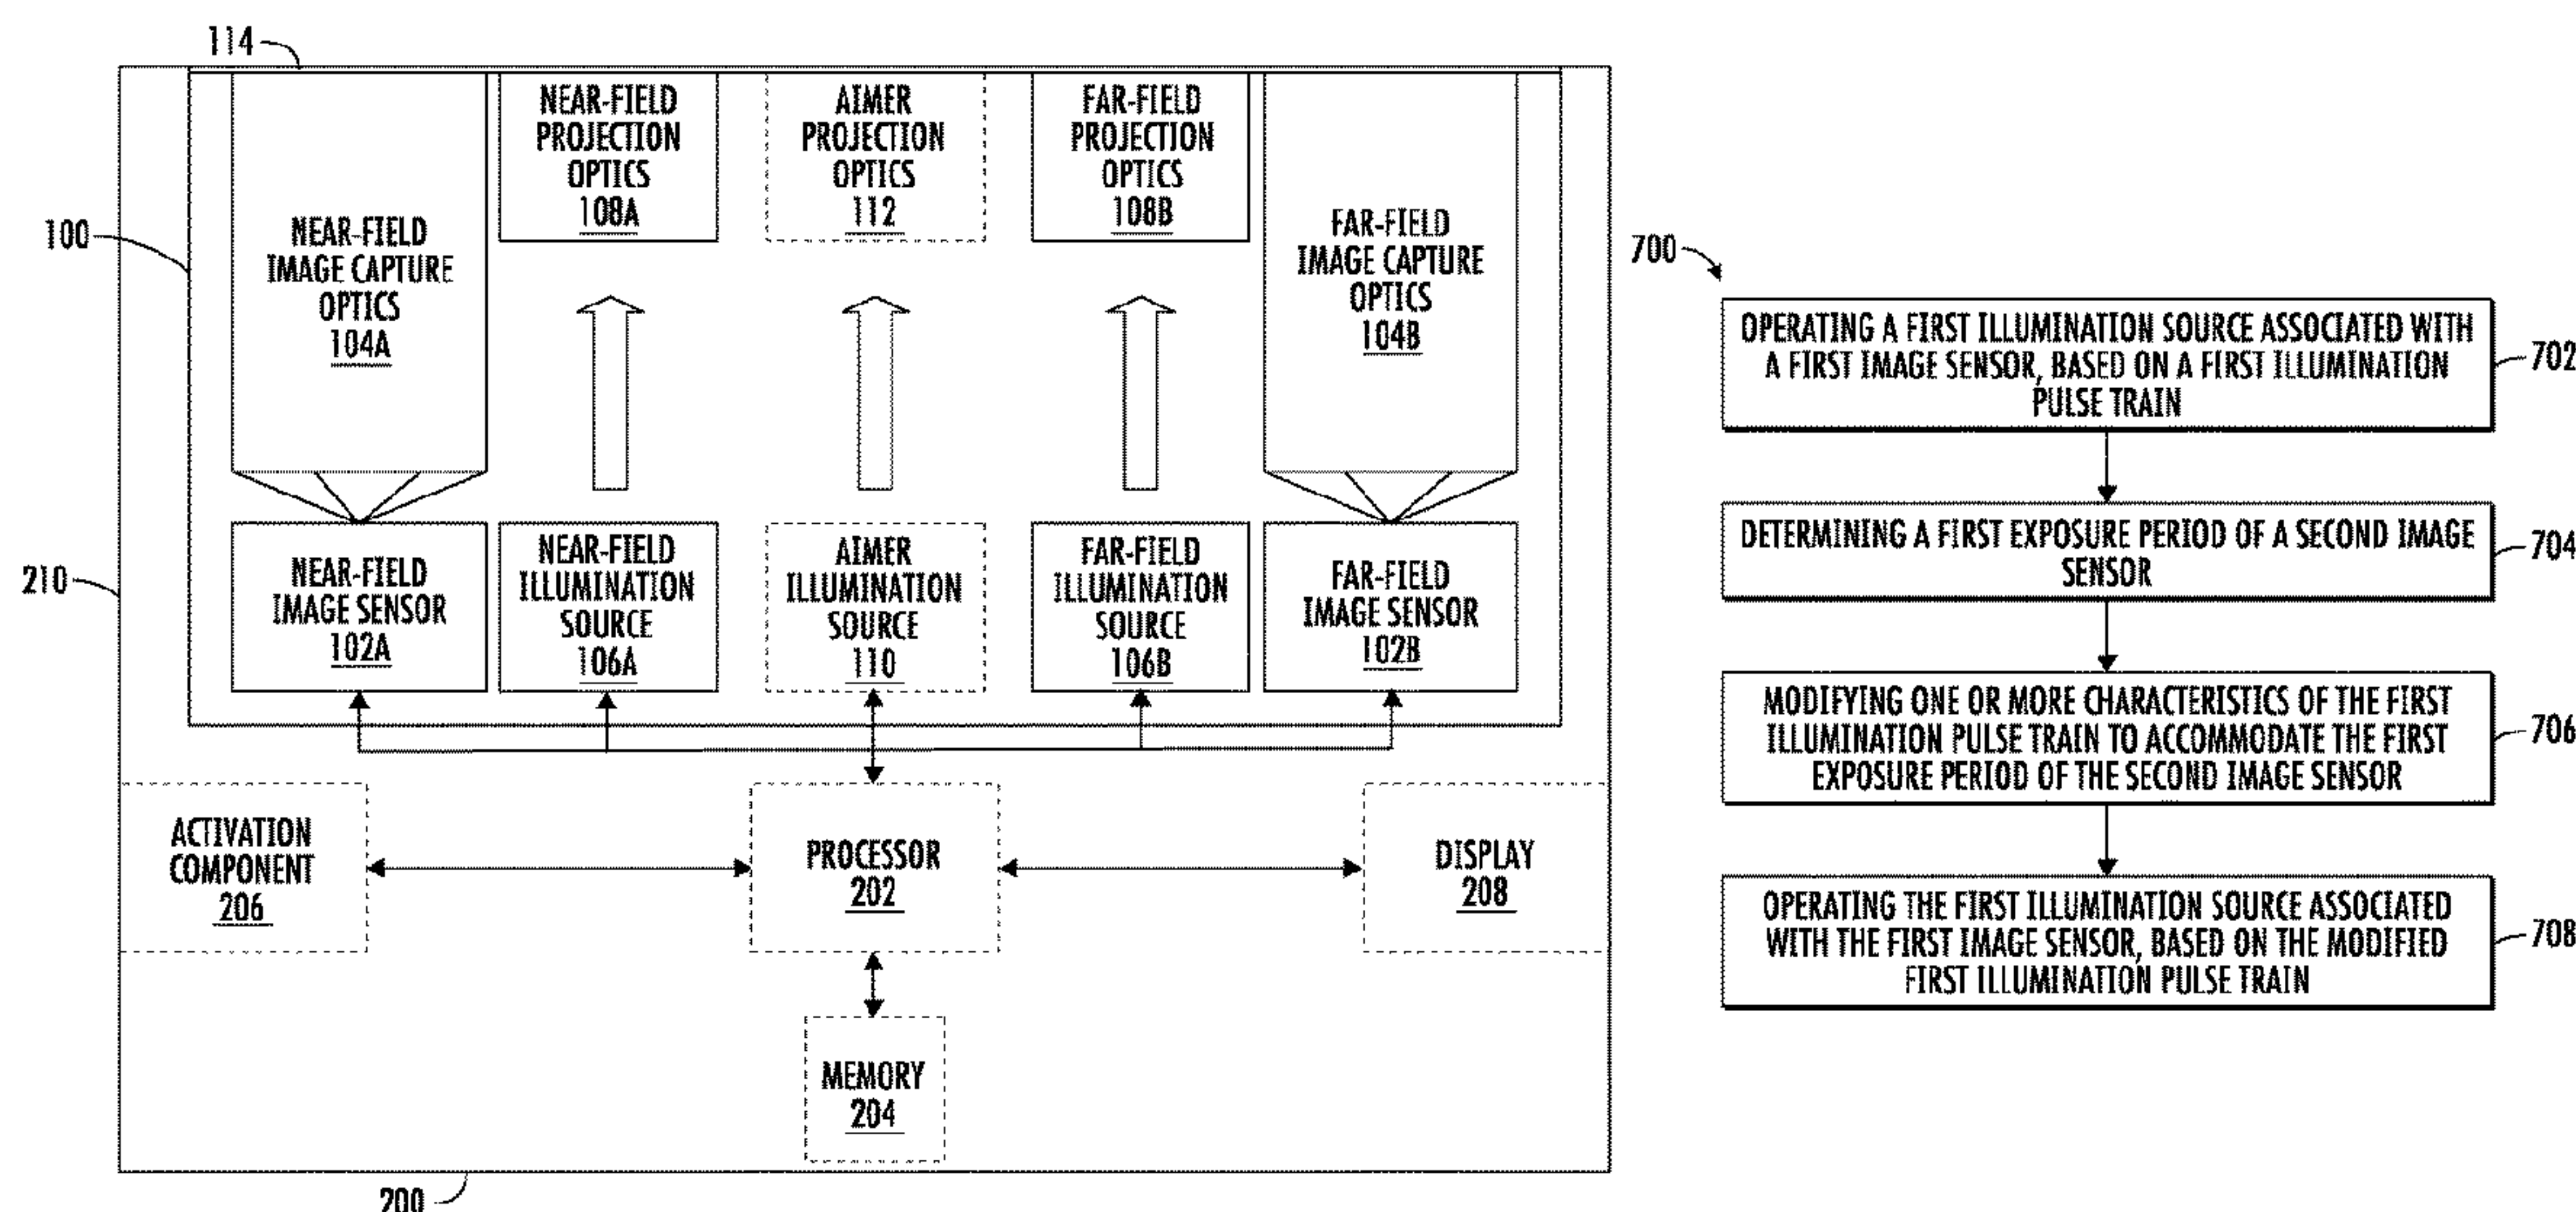 114
100
210
200
NEAR-FIELD
IMAGE CAPTURE
OPTICS
104A
NEAR-FIELD
PROJECTION
OPTICS
108A
AIMER
PROJECTION
OPTICS
112
FAR-FIELD
PROJECTION
OPTICS
108B
FAR-FIELD
IMAGE CAPTURE
OPTICS
104B
NEAR-FIELD
IMAGE SENSOR
102A
NEAR-FIELD
ILLUMINATION
SOURCE
106A
AIMER
ILLUMINATION
SOURCE
110
FAR-FIELD
ILLUMINATION
SOURCE
106B
FAR-FIELD
IMAGE SENSOR
102B
ACTIVATION
COMPONENT
206
PROCESSOR
202
DISPLAY
208
MEMORY
204
700
OPERATING A FIRST ILLUMINATION SOURCE ASSOCIATED WITH
A FIRST IMAGE SENSOR, BASED ON A FIRST ILLUMINATION
PULSE TRAIN
702
DETERMINING A FIRST EXPOSURE PERIOD OF A SECOND IMAGE
SENSOR
704
MODIFYING ONE OR MORE CHARACTERISTICS OF THE FIRST
ILLUMINATION PULSE TRAIN TO ACCOMMODATE THE FIRST
EXPOSURE PERIOD OF THE SECOND IMAGE SENSOR
706
OPERATING THE FIRST ILLUMINATION SOURCE ASSOCIATED
WITH THE FIRST IMAGE SENSOR, BASED ON THE MODIFIED
FIRST ILLUMINATION PULSE TRAIN
708